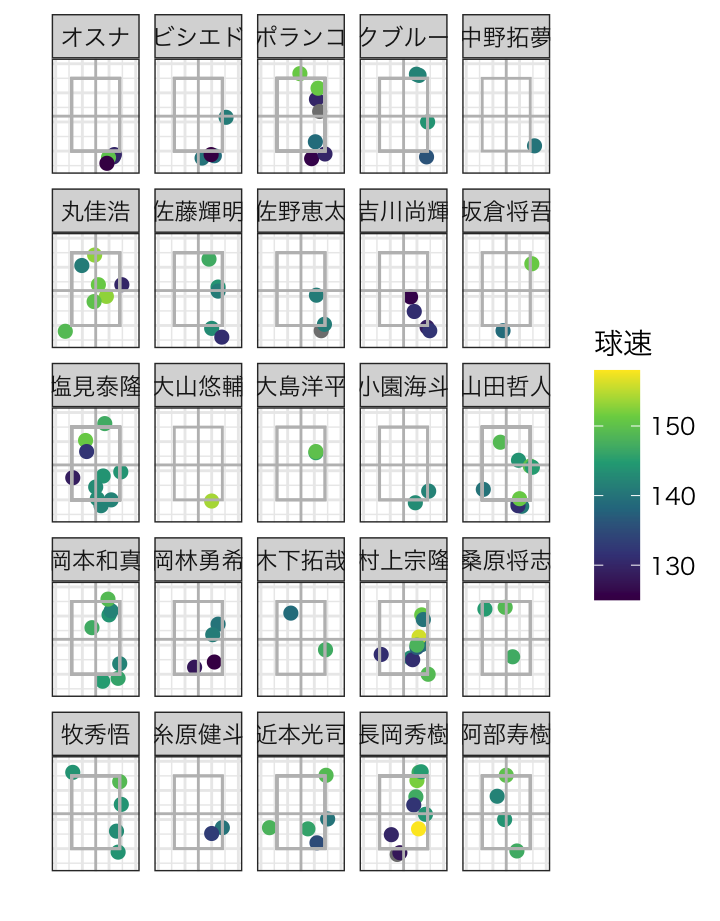 オスナ
ビシエド
ポランコ
クブルー
中野拓夢
丸佳浩
佐藤輝明
佐野恵太
吉川尚輝
坂倉将吾
塩見泰隆
大山悠輔
大島洋平
小園海斗
山田哲人
岡本和真
岡林勇希
木下拓哉
村上宗隆
桑原将志
牧秀悟
糸原健斗
近本光司
長岡秀樹
阿部寿樹
球速
150
140
130